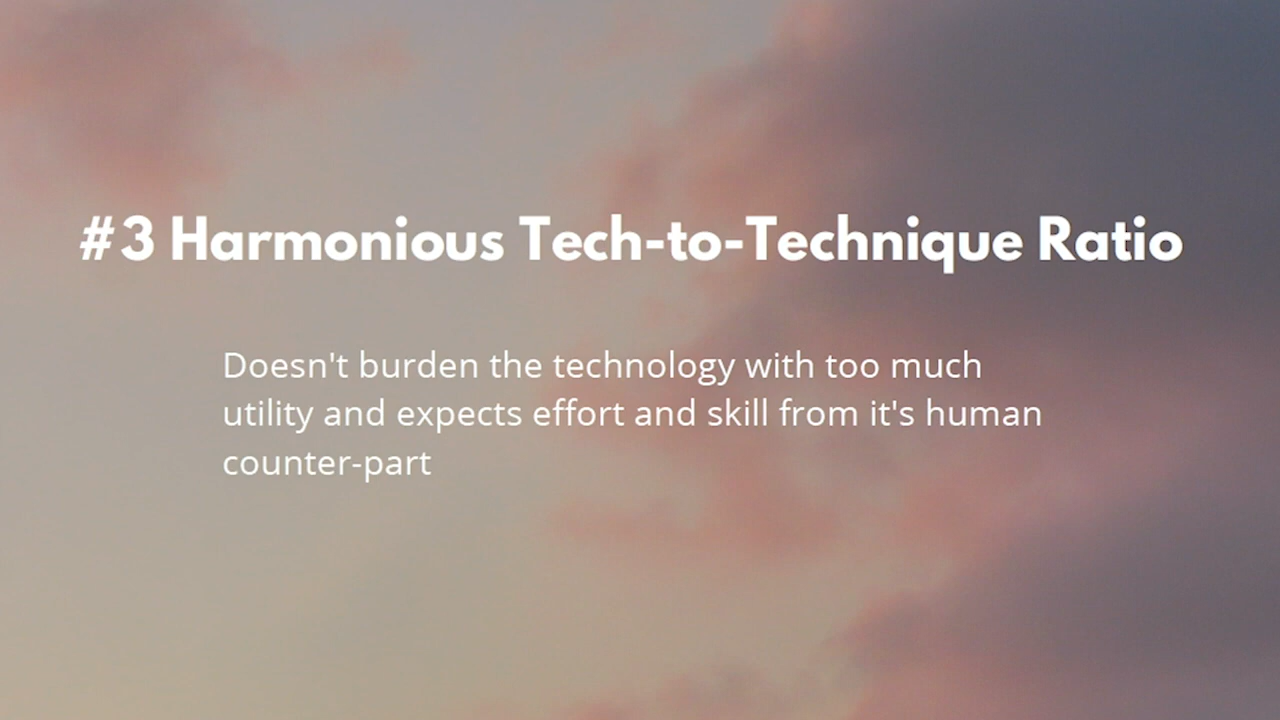 #3 Harmonious Tech-to-Technique Ratio
Doesn't burden the technology with too much
utility and expects effort and skill from it's human
counter-part